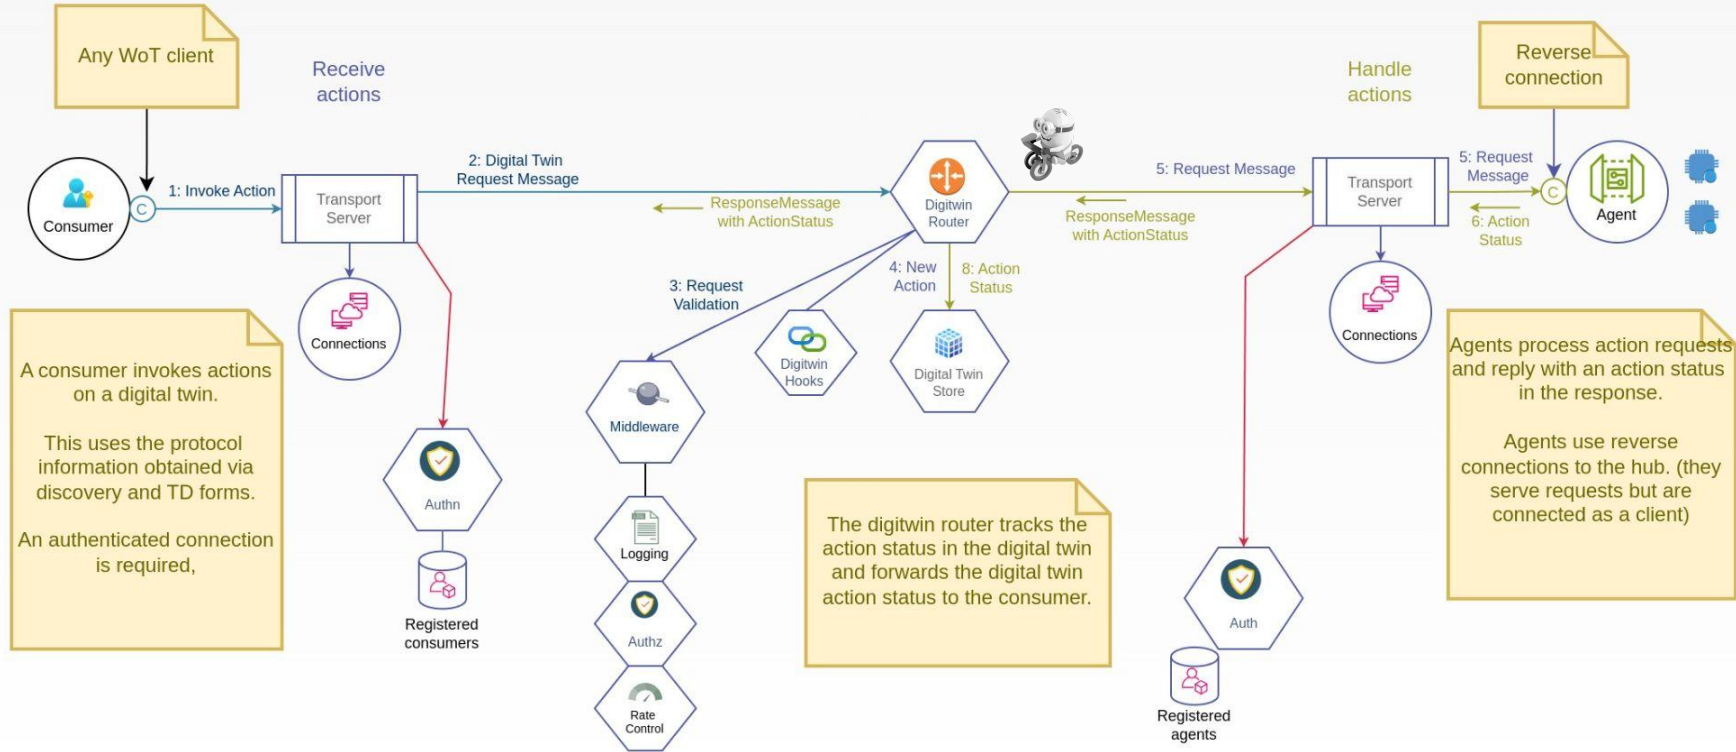 Any WoT client
Receive
actions
Handle
actions
Reverse
connection
Consumer
C
1: Invoke Action
Transport
Server
2: Digital Twin
Request Message
ResponseMessage
with ActionStatus
Digitwin
Router
5: Request Message
ResponseMessage
with ActionStatus
Transport
Server
5: Request
Message
6: Action
Status
C
Agent
Connections
3: Request
Validation
4: New
Action
8: Action
Status
Digitwin
Hooks
Digital Twin
Store
Connections
Middleware
Logging
Authz
Rate
Control
Authn
Registered
consumers
Auth
Registered
agents
A consumer invokes actions
on a digital twin.
This uses the protocol
information obtained via
discovery and TD forms.
An authenticated connection
is required,
The digitwin router tracks the
action status in the digital twin
and forwards the digital twin
action status to the consumer.
Agents process action requests
and reply with an action status
in the response.
Agents use reverse
connections to the hub. (they
serve requests but are
connected as a client)